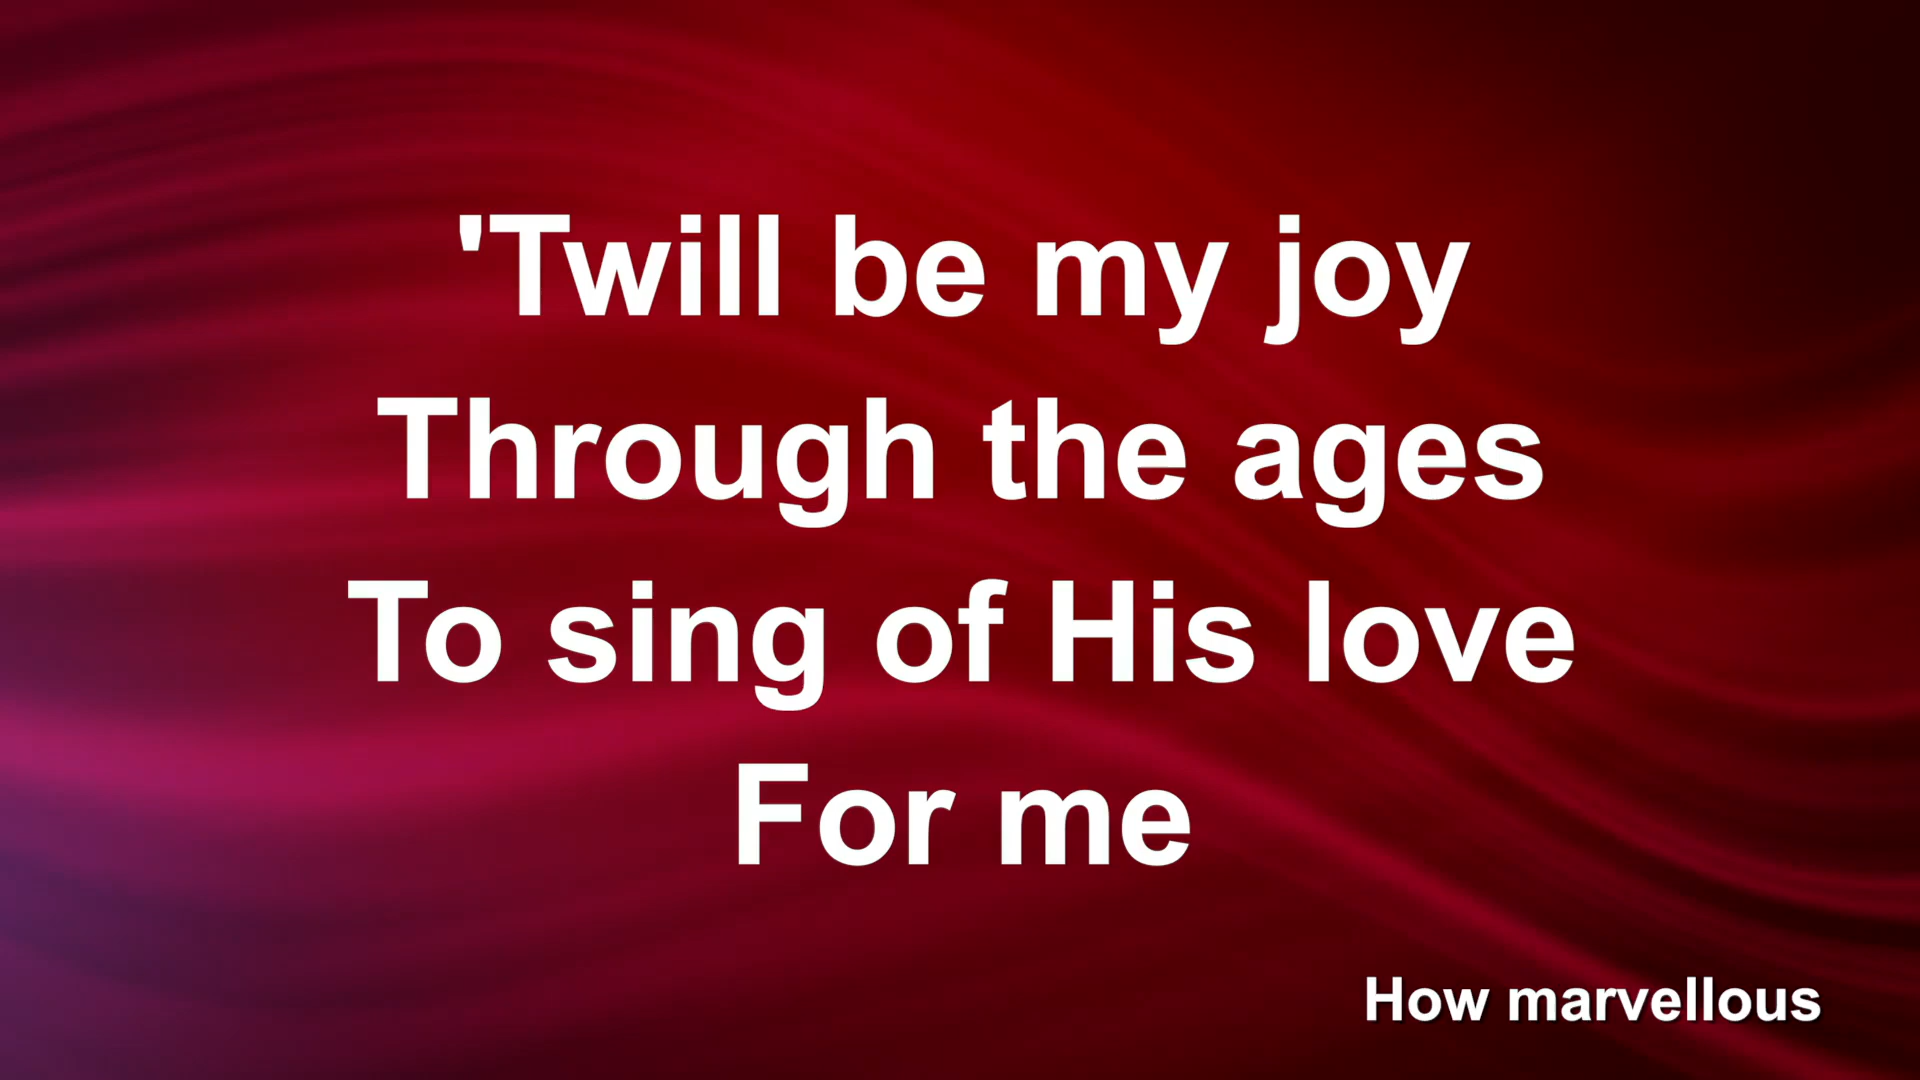 'Twill be my joy
Through the ages
To sing of His love
For me
How marvellous